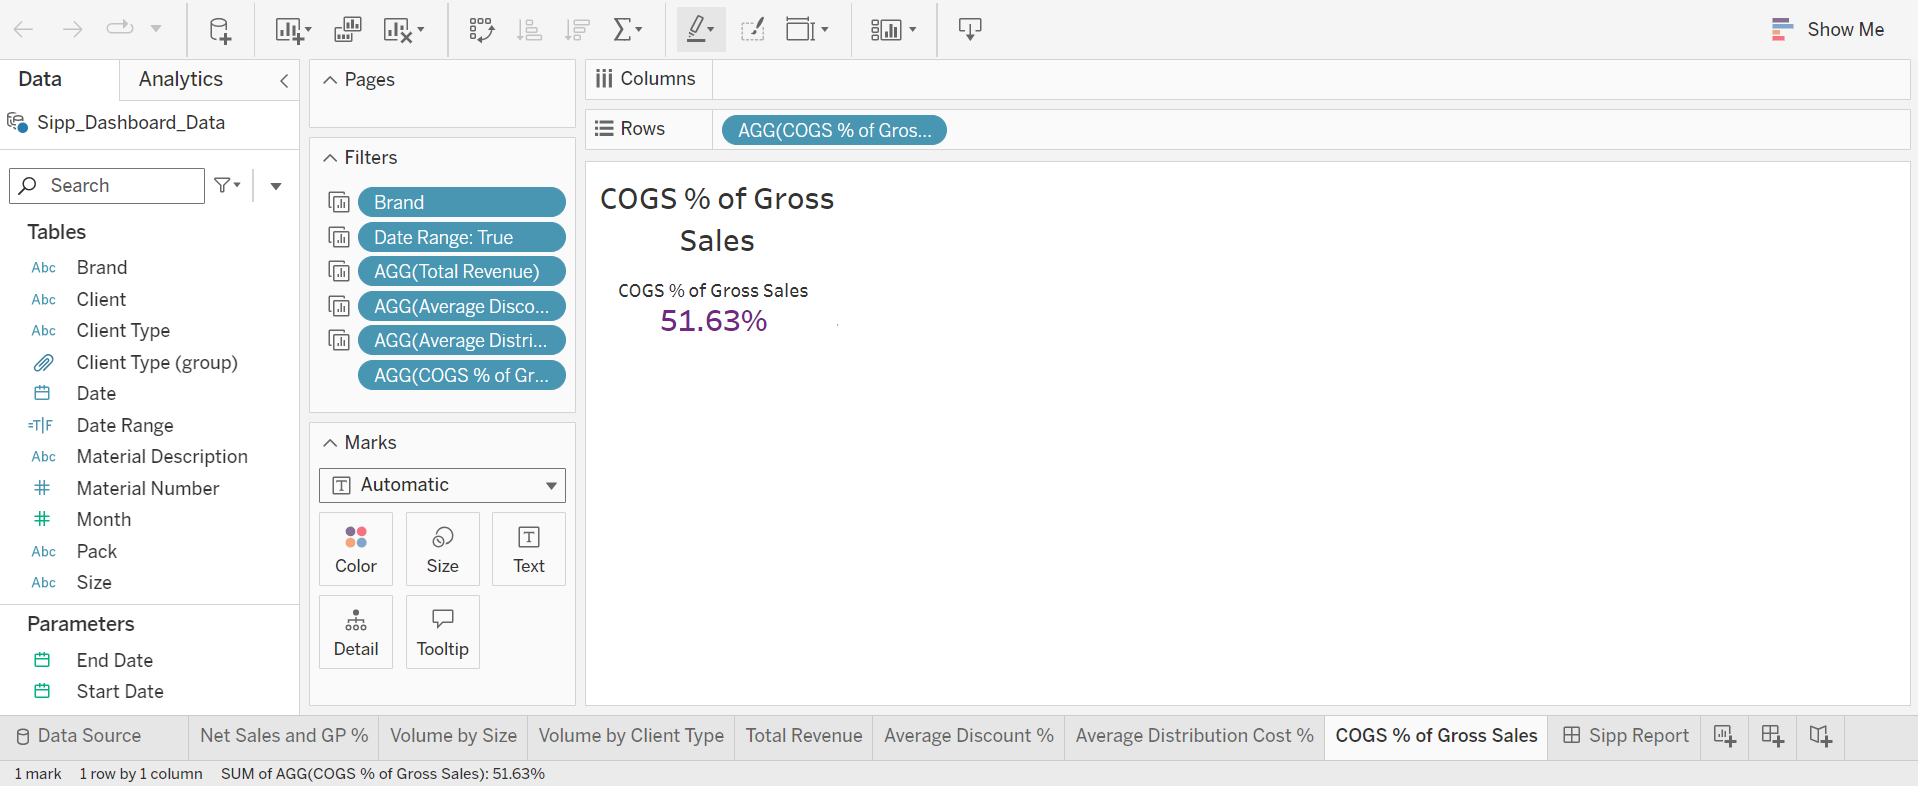 Show Me
Data
Analytics
Sipp_Dashboard_Data
Search
Tables
Abc Brand
Abc Client
Abc Client Type
Client Type (group)
Date
=T|F Date Range
Abc Material Description
# Material Number
# Month
Abc Pack
Abc Size
Parameters
End Date
Start Date
Pages
Filters
Brand
Date Range: True
AGG(Total Revenue)
AGG(Average Disco...
AGG(Average Distri...
AGG(COGS % of Gr...
Marks
T Automatic
Color
Size
T Text
Detail
Tooltip
Columns
Rows
AGG(COGS % of Gros...
COGS % of Gross
Sales
COGS % of Gross Sales
51.63%
Data Source
Net Sales and GP %
Volume by Size
Volume by Client Type
Total Revenue
Average Discount %
Average Distribution Cost %
COGS % of Gross Sales
Sipp Report
1 mark 1 row by 1 column SUM of AGG(COGS % of Gross Sales): 51.63%